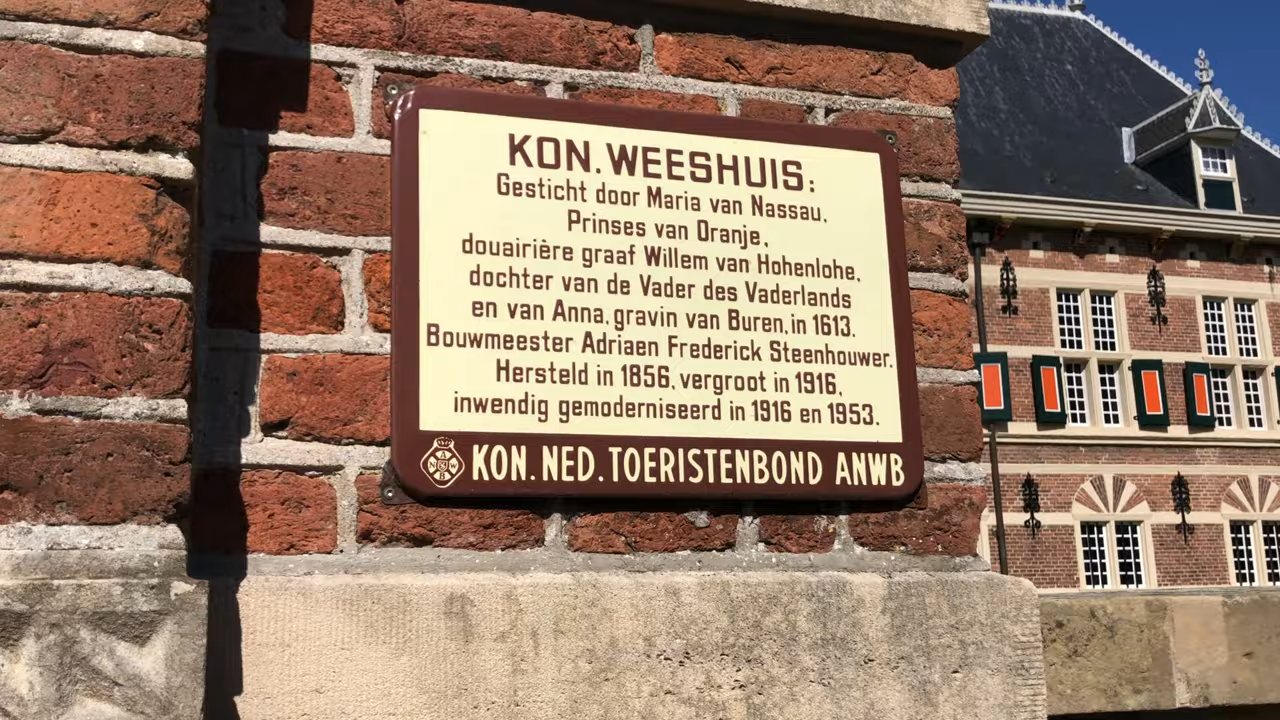 KON. WEESHUIS:
Gesticht door Maria van Nassau,
Prinses van Oranje,
douairière graaf Willem van Hohenlohe,
dochter van de Vader des Vaderlands
en van Anna, gravin van Buren, in 1613.
Bouwmeester Adriaen Frederick Steenhouwer.
Hersteld in 1856, vergroot in 1916,
inwendig gemoderniseerd in 1916 en 1953.
ANWB KON. NED. TOERISTENBOND ANWB